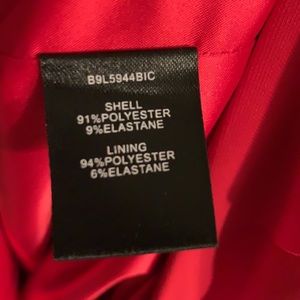 B9L5944BIC
SHELL
91%POLYESTER
9%ELASTANE
LINING
94%POLYESTER
6%ELASTANE